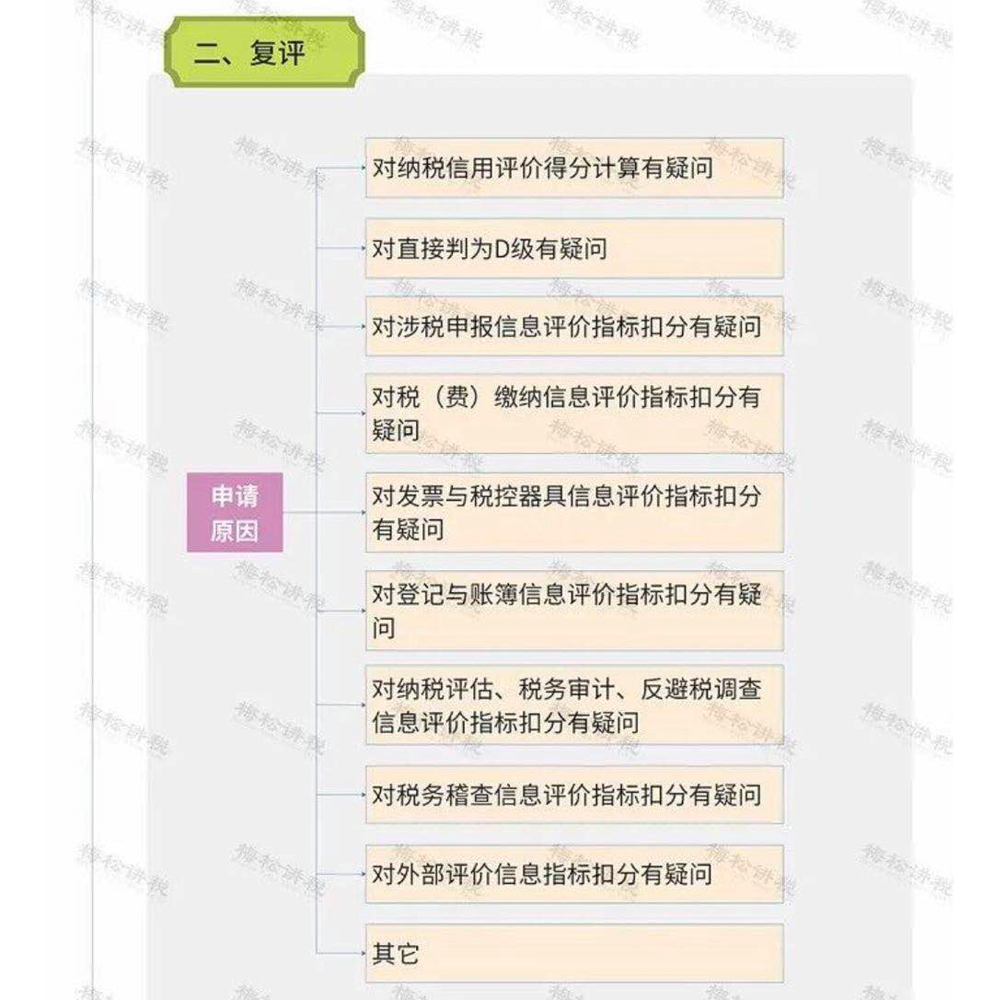 二、复评
对纳税信用评价得分计算有疑问
对直接判为D级有疑问
对涉税申报信息评价指标扣分有疑问
对税（费）缴纳信息评价指标扣分有
疑问
申请
原因
对发票与税控器具信息评价指标扣分
有疑问
对登记与账簿信息评价指标扣分有疑
问
对纳税评估、税务审计、反避税调查
信息评价指标扣分有疑问
对税务稽查信息评价指标扣分有疑问
对外部评价信息指标扣分有疑问
其它
梅松讲税